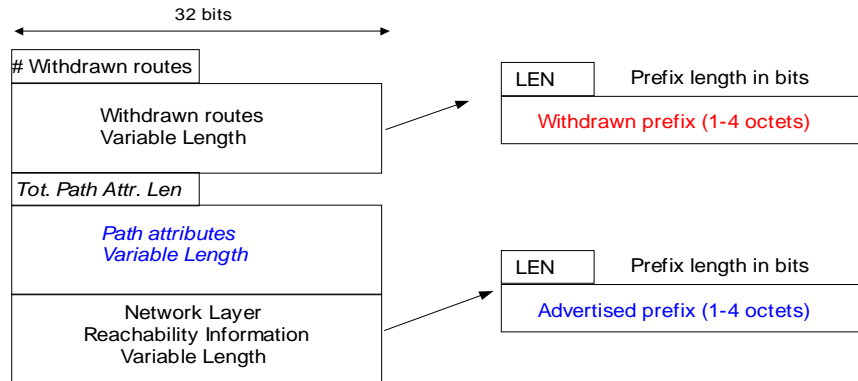 32 bits
# Withdrawn routes
Withdrawn routes
Variable Length
LEN
Prefix length in bits
Withdrawn prefix (1-4 octets)
Tot. Path Attr. Len
Path attributes
Variable Length
Network Layer
Reachability Information
Variable Length
LEN
Prefix length in bits
Advertised prefix (1-4 octets)